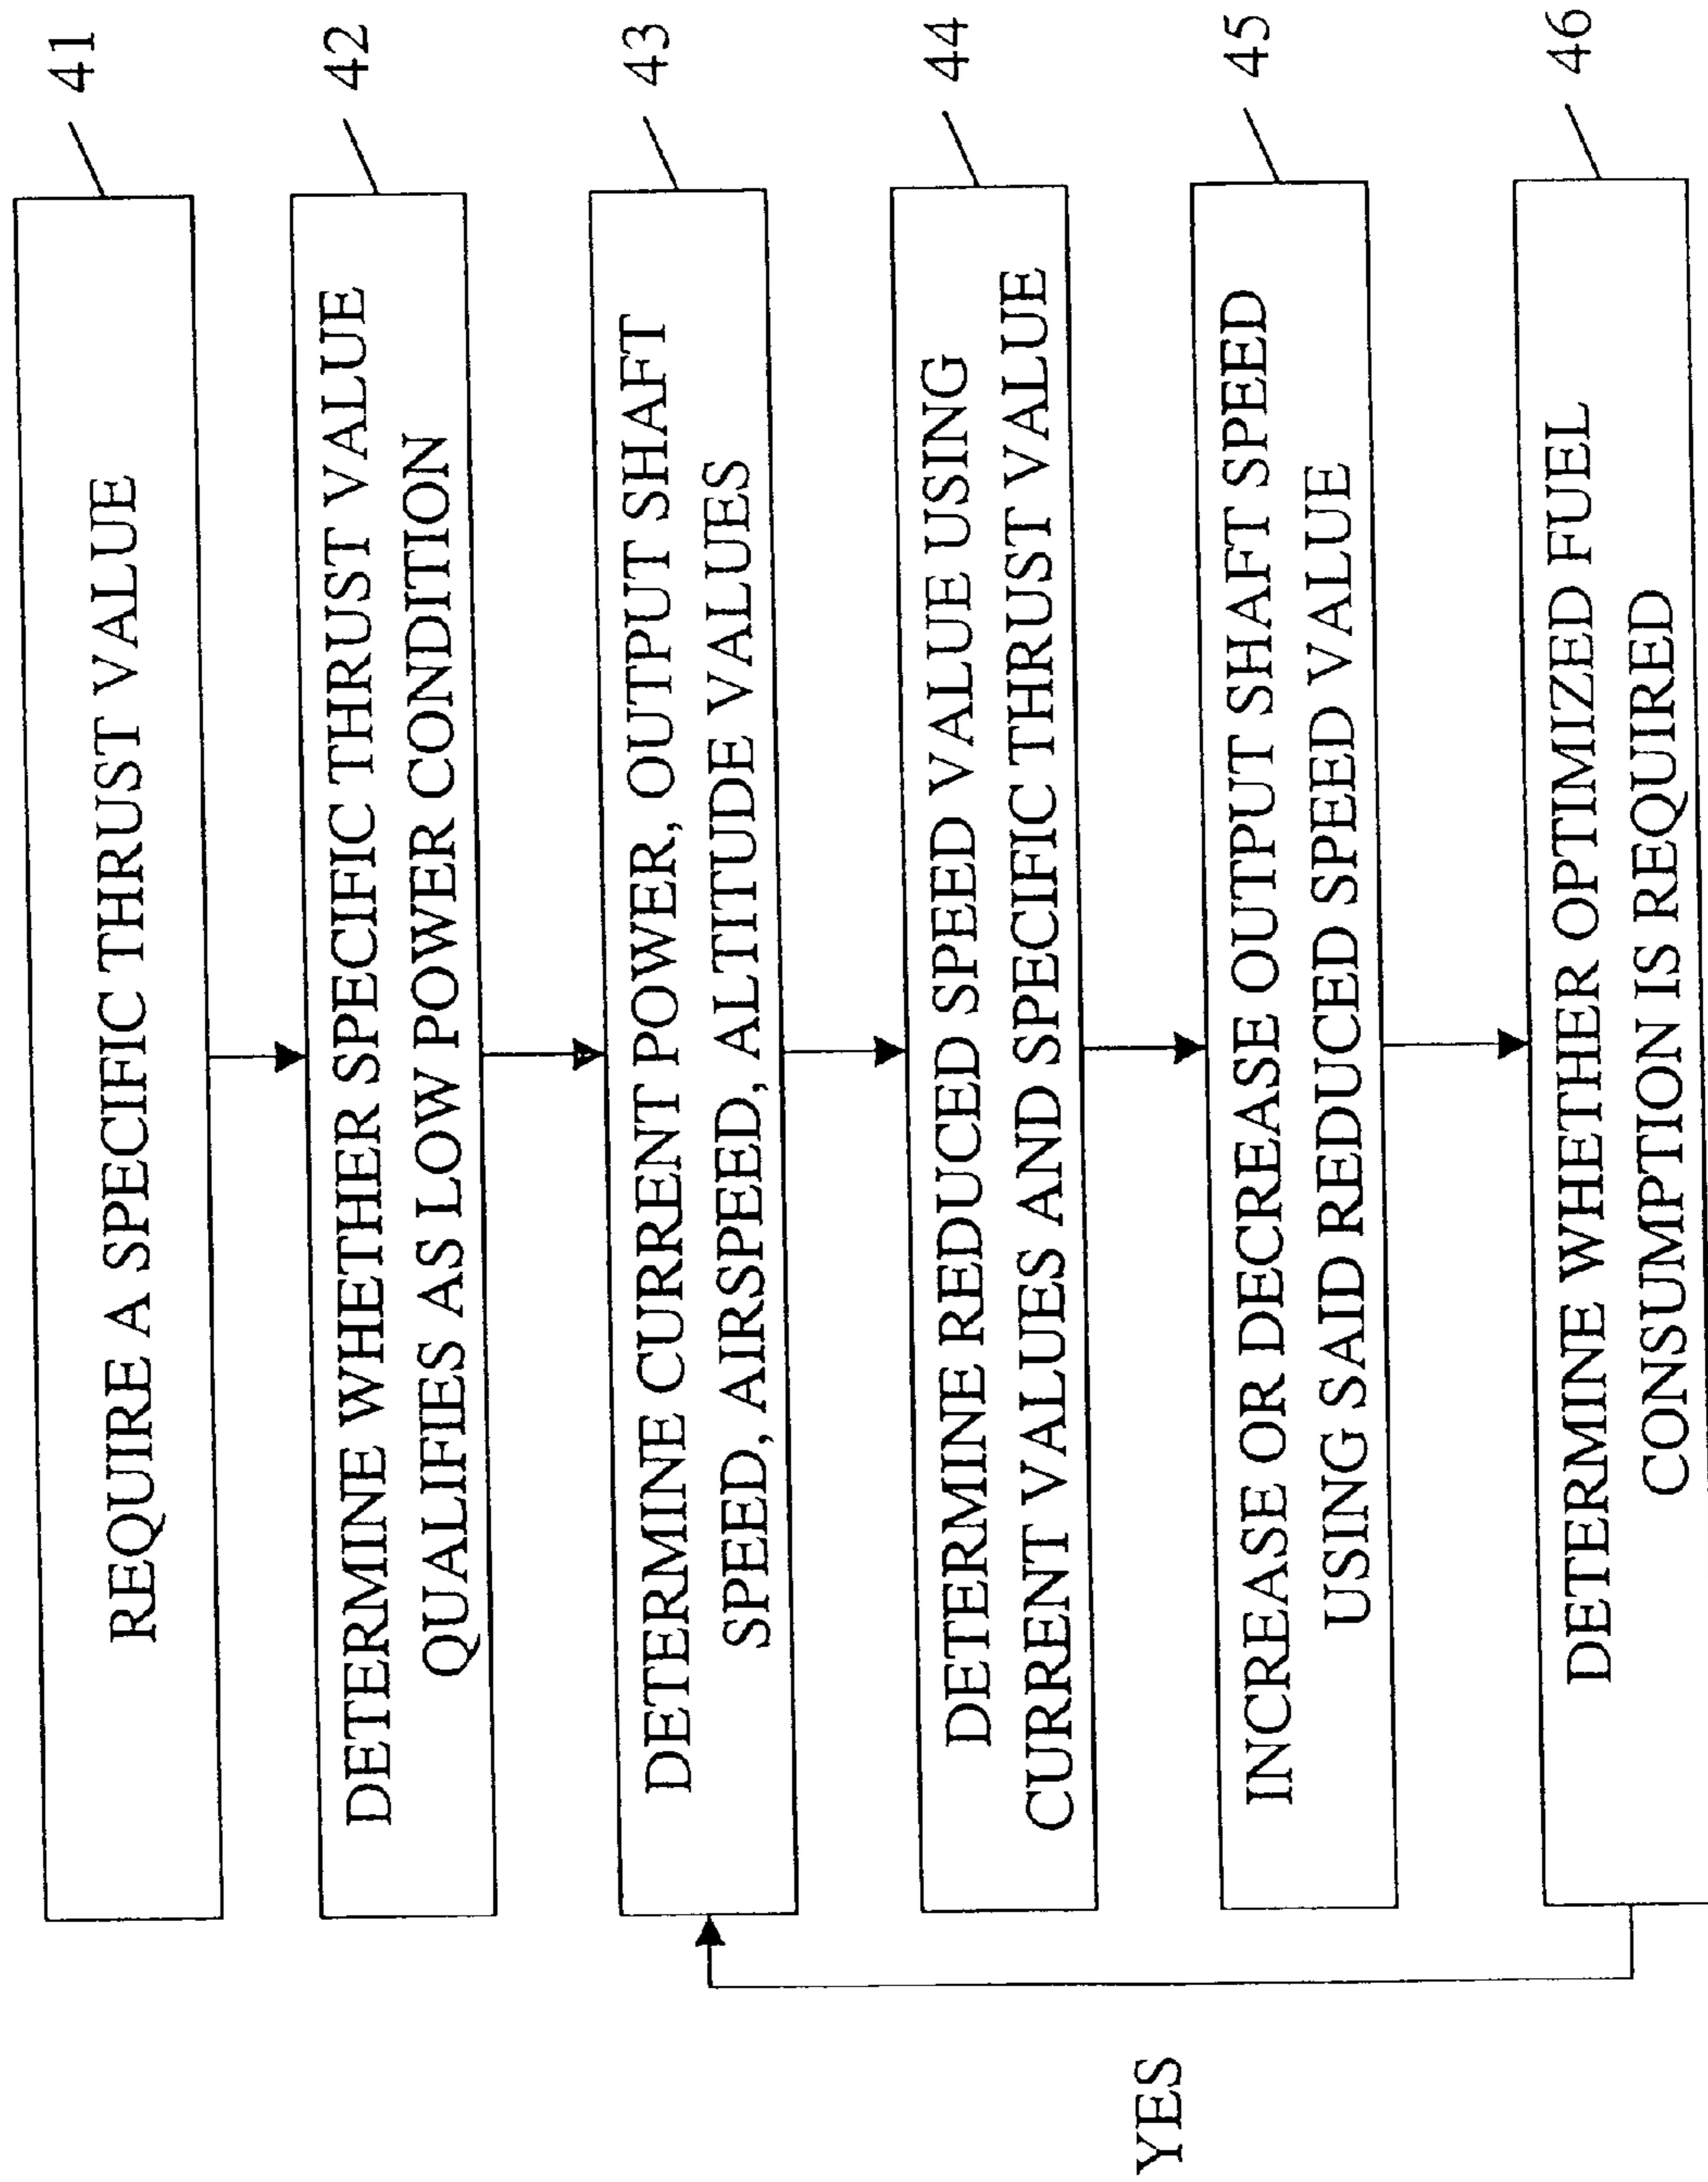 REQUIRE A SPECIFIC THRUST VALUE
41
DETERMINE WHETHER SPECIFIC THRUST VALUE
QUALIFIES AS LOW POWER CONDITION
42
DETERMINE CURRENT POWER, OUTPUT SHAFT
SPEED, AIRSPEED, ALTITUDE VALUES
43
DETERMINE REDUCED SPEED VALUE USING
CURRENT VALUES AND SPECIFIC THRUST VALUE
44
INCREASE OR DECREASE OUTPUT SHAFT SPEED
USING SAID REDUCED SPEED VALUE
45
DETERMINE WHETHER OPTIMIZED FUEL
CONSUMPTION IS REQUIRED
46
YES